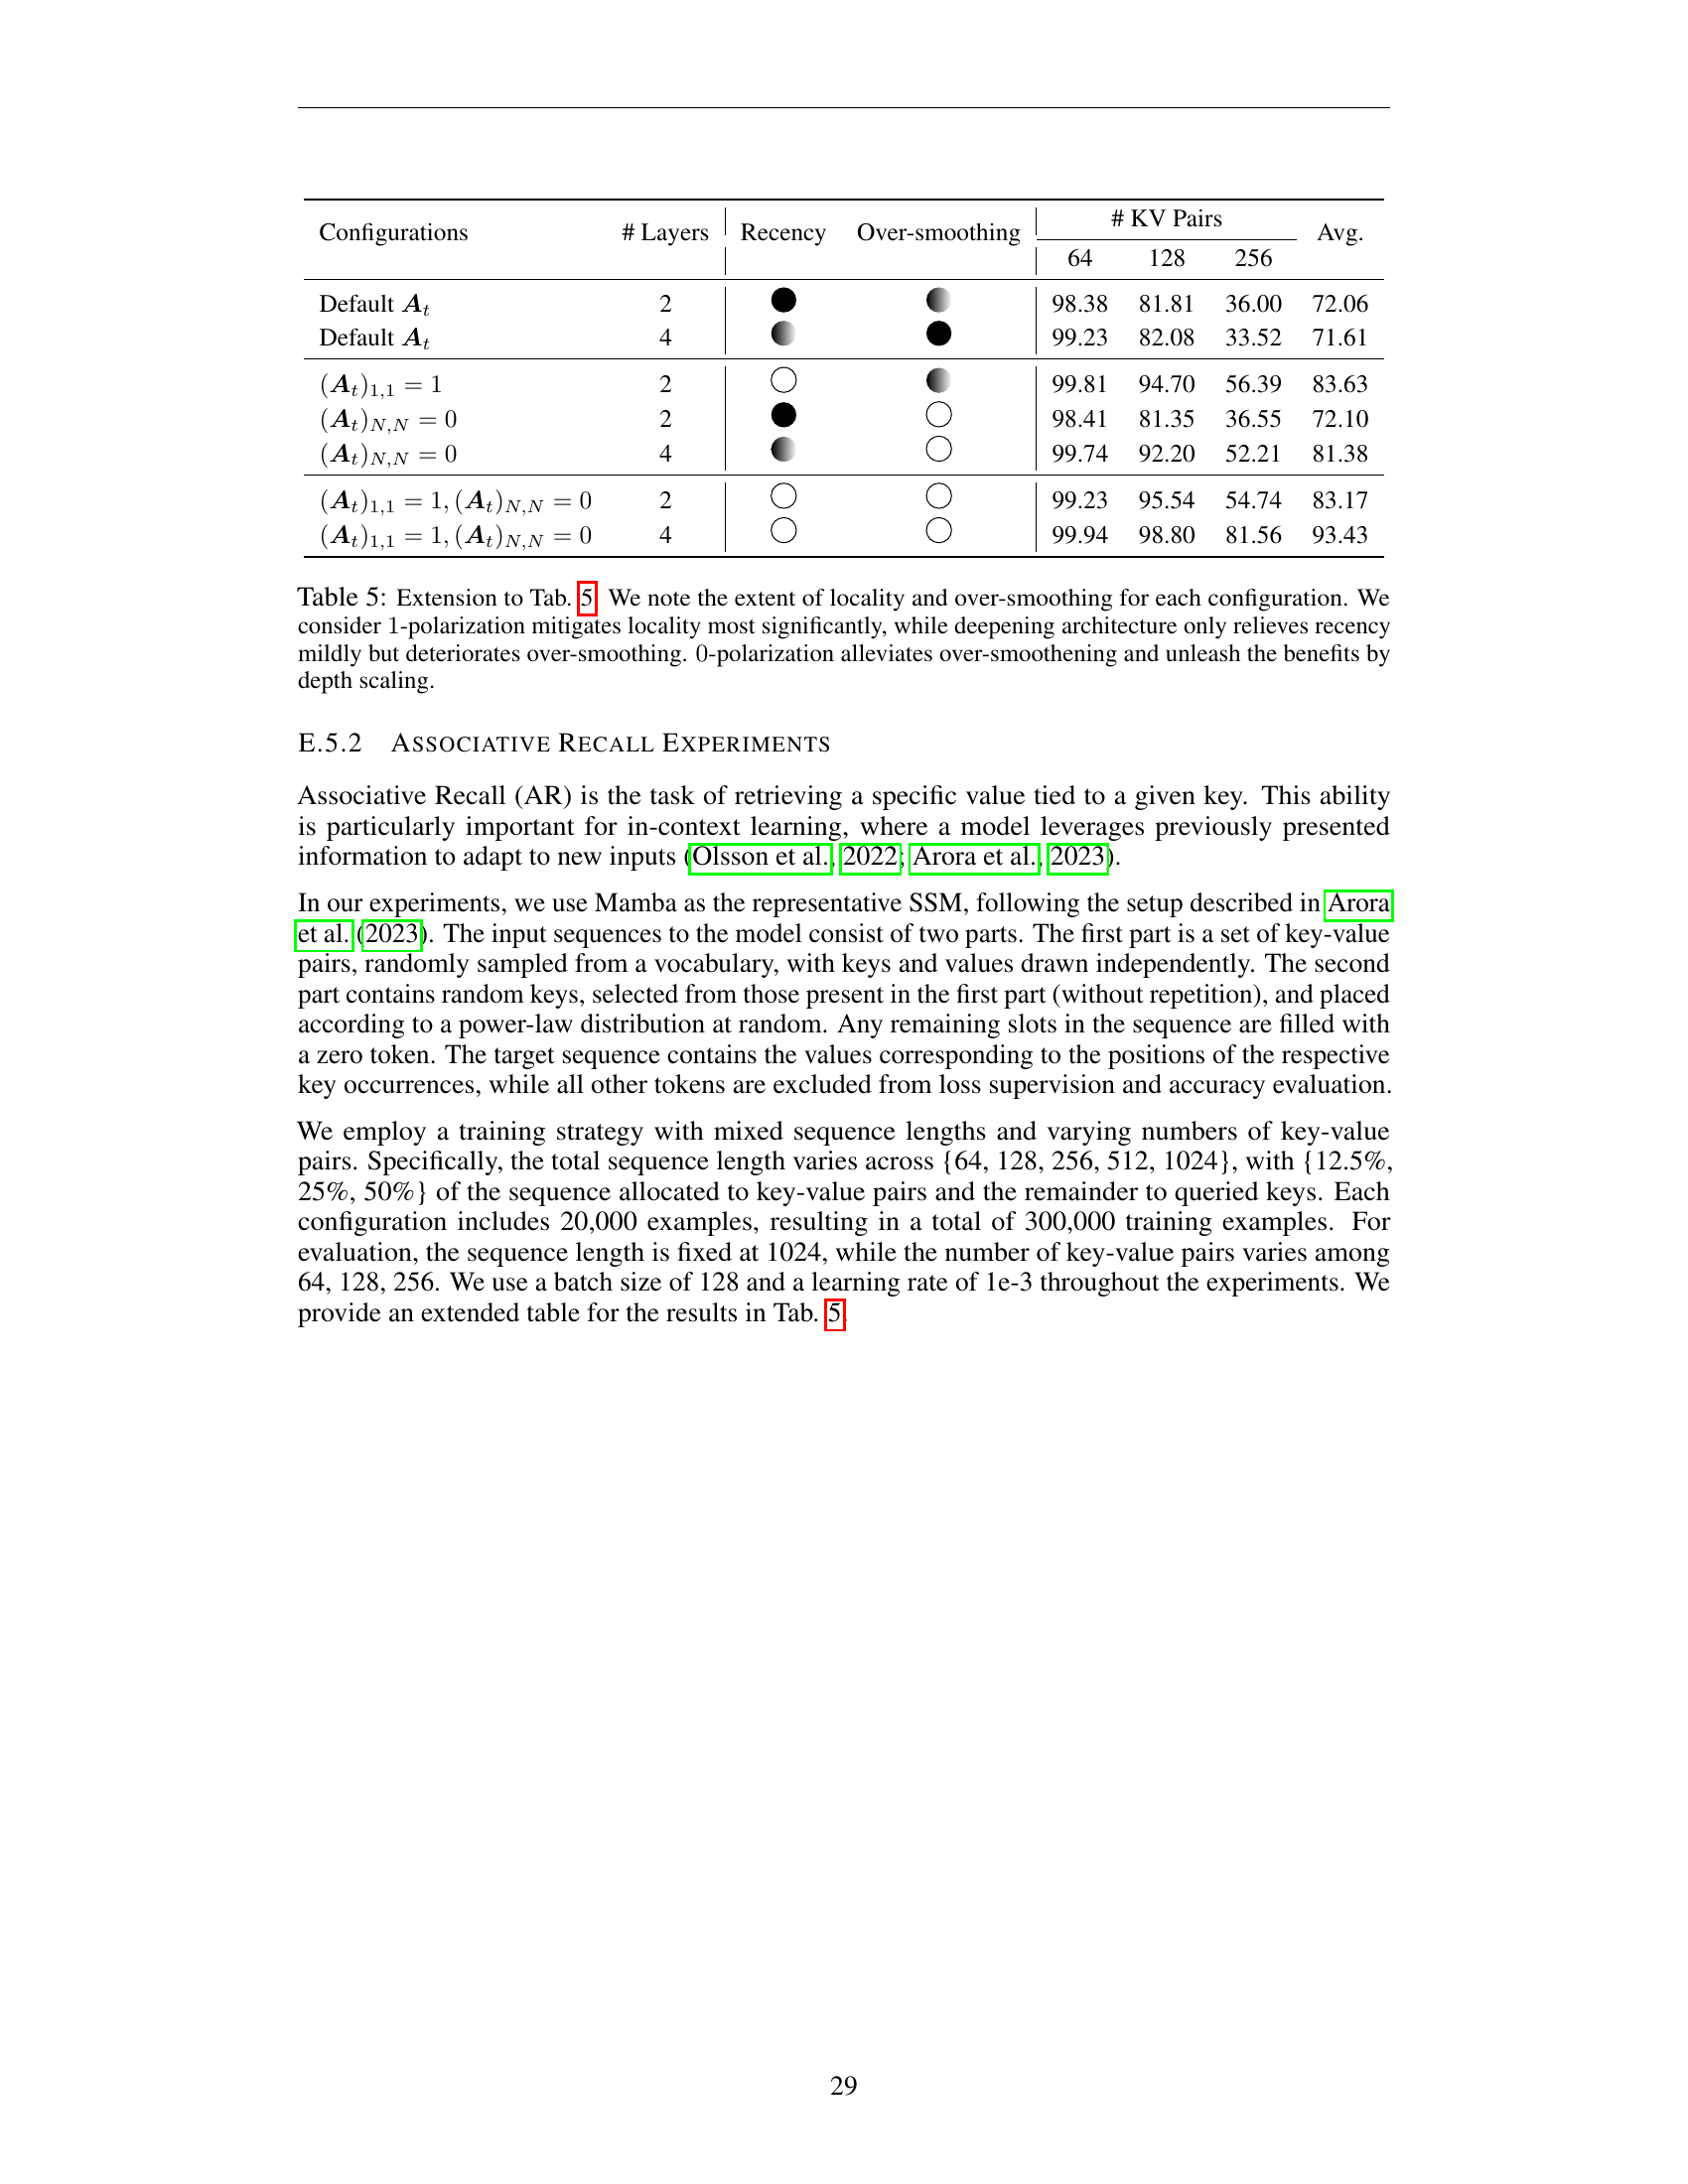 Configurations # Layers Recency Over-smoothing # KV Pairs Avg.
64 128 256
Default A_t 2 ● ◐ 98.38 81.81 36.00 72.06
Default A_t 4 ◐ ● 99.23 82.08 33.52 71.61
(A_t)_{1,1} = 1 2 ○ ◐ 99.81 94.70 56.39 83.63
(A_t)_{N,N} = 0 2 ● ○ 98.41 81.35 36.55 72.10
(A_t)_{N,N} = 0 4 ◐ ○ 99.74 92.20 52.21 81.38
(A_t)_{1,1} = 1, (A_t)_{N,N} = 0 2 ○ ○ 99.23 95.54 54.74 83.17
(A_t)_{1,1} = 1, (A_t)_{N,N} = 0 4 ○ ○ 99.94 98.80 81.56 93.43
Table 5: Extension to Tab. 5. We note the extent of locality and over-smoothing for each configuration. We
consider 1-polarization mitigates locality most significantly, while deepening architecture only relieves recency
mildly but deteriorates over-smoothing. 0-polarization alleviates over-smoothening and unleash the benefits by
depth scaling.
E.5.2 ASSOCIATIVE RECALL EXPERIMENTS
Associative Recall (AR) is the task of retrieving a specific value tied to a given key. This ability
is particularly important for in-context learning, where a model leverages previously presented
information to adapt to new inputs (Olsson et al., 2022; Arora et al., 2023).
In our experiments, we use Mamba as the representative SSM, following the setup described in Arora
et al. (2023). The input sequences to the model consist of two parts. The first part is a set of key-value
pairs, randomly sampled from a vocabulary, with keys and values drawn independently. The second
part contains random keys, selected from those present in the first part (without repetition), and placed
according to a power-law distribution at random. Any remaining slots in the sequence are filled with
a zero token. The target sequence contains the values corresponding to the positions of the respective
key occurrences, while all other tokens are excluded from loss supervision and accuracy evaluation.
We employ a training strategy with mixed sequence lengths and varying numbers of key-value
pairs. Specifically, the total sequence length varies across {64, 128, 256, 512, 1024}, with {12.5%,
25%, 50%} of the sequence allocated to key-value pairs and the remainder to queried keys. Each
configuration includes 20,000 examples, resulting in a total of 300,000 training examples. For
evaluation, the sequence length is fixed at 1024, while the number of key-value pairs varies among
64, 128, 256. We use a batch size of 128 and a learning rate of 1e-3 throughout the experiments. We
provide an extended table for the results in Tab. 5.
29